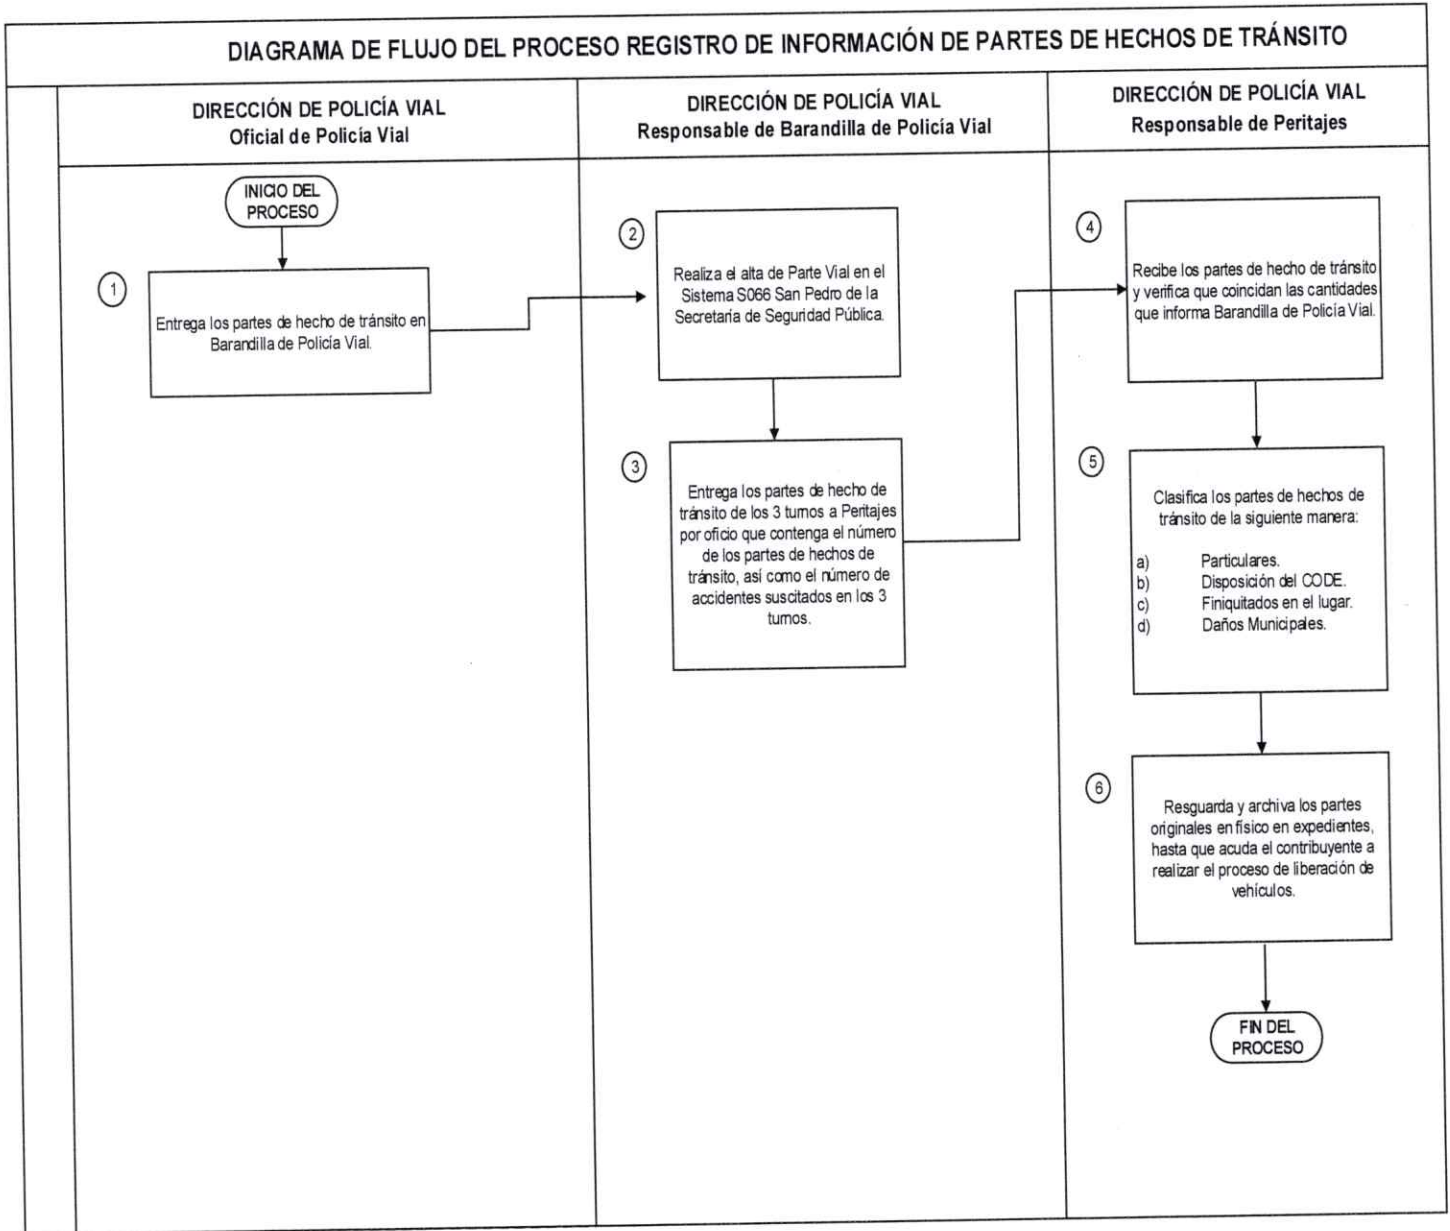 DIAGRAMA DE FLUJO DEL PROCESO REGISTRO DE INFORMACIÓN DE PARTES DE HECHOS DE TRÁNSITO
DIRECCIÓN DE POLICÍA VIAL
Oficial de Policía Vial
DIRECCIÓN DE POLICÍA VIAL
Responsable de Barandilla de Policía Vial
DIRECCIÓN DE POLICÍA VIAL
Responsable de Peritajes
INICIO DEL
PROCESO
1
Entrega los partes de hecho de tránsito en
Barandilla de Policía Vial.
2
Realiza el alta de Parte Vial en el
Sistema S066 San Pedro de la
Secretaría de Seguridad Pública.
3
Entrega los partes de hecho de
tránsito de los 3 turnos a Peritajes
por oficio que contenga el número
de los partes de hechos de
tránsito, así como el número de
accidentes suscitados en los 3
turnos.
4
Recibe los partes de hecho de tránsito
y verifica que coincidan las cantidades
que informa Barandilla de Policía Vial.
5
Clasifica los partes de hechos de
tránsito de la siguiente manera:
a) Particulares.
b) Disposición del CODE.
c) Finiquitados en el lugar.
d) Daños Municipales.
6
Resguarda y archiva los partes
originales en físico en expedientes,
hasta que acuda el contribuyente a
realizar el proceso de liberación de
vehículos.
FIN DEL
PROCESO